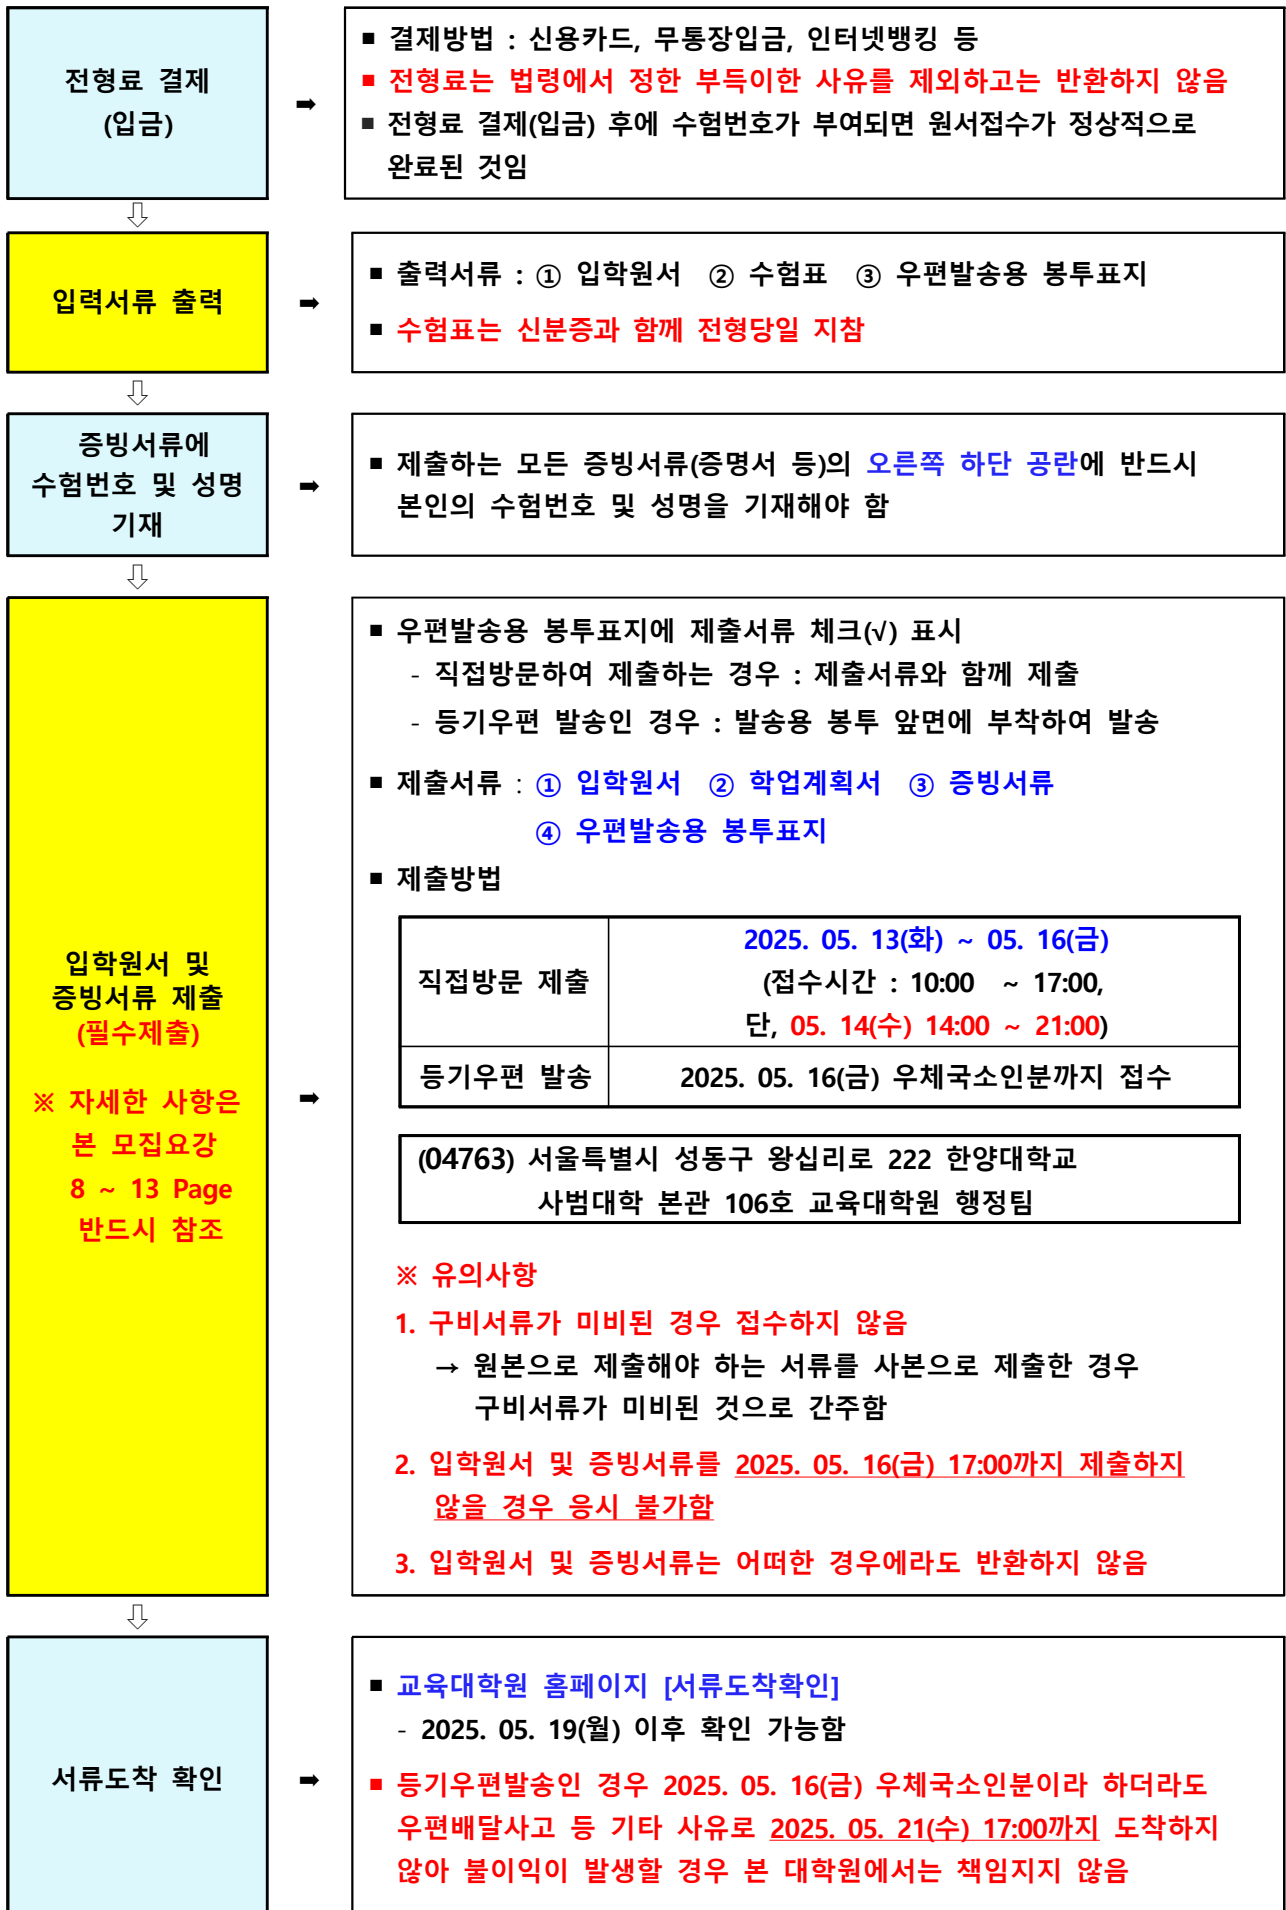 전형료 결제
(입금)
➡
■ 결제방법 : 신용카드, 무통장입금, 인터넷뱅킹 등
■ 전형료는 법령에서 정한 부득이한 사유를 제외하고는 반환하지 않음
■ 전형료 결제(입금) 후에 수험번호가 부여되면 원서접수가 정상적으로
완료된 것임
⇩
입력서류 출력
➡
■ 출력서류 : ① 입학원서 ② 수험표 ③ 우편발송용 봉투표지
■ 수험표는 신분증과 함께 전형당일 지참
⇩
증빙서류에
수험번호 및 성명
기재
➡
■ 제출하는 모든 증빙서류(증명서 등)의 오른쪽 하단 공란에 반드시
본인의 수험번호 및 성명을 기재해야 함
⇩
입학원서 및
증빙서류 제출
(필수제출)
※ 자세한 사항은
본 모집요강
8 ~ 13 Page
반드시 참조
➡
■ 우편발송용 봉투표지에 제출서류 체크(√) 표시
- 직접방문하여 제출하는 경우 : 제출서류와 함께 제출
- 등기우편 발송인 경우 : 발송용 봉투 앞면에 부착하여 발송
■ 제출서류 : ① 입학원서 ② 학업계획서 ③ 증빙서류
④ 우편발송용 봉투표지
■ 제출방법
직접방문 제출
2025. 05. 13(화) ~ 05. 16(금)
(접수시간 : 10:00 ~ 17:00,
단, 05. 14(수) 14:00 ~ 21:00)
등기우편 발송
2025. 05. 16(금) 우체국소인분까지 접수
(04763) 서울특별시 성동구 왕십리로 222 한양대학교
사범대학 본관 106호 교육대학원 행정팀
※ 유의사항
1. 구비서류가 미비된 경우 접수하지 않음
→ 원본으로 제출해야 하는 서류를 사본으로 제출한 경우
구비서류가 미비된 것으로 간주함
2. 입학원서 및 증빙서류를 2025. 05. 16(금) 17:00까지 제출하지
않을 경우 응시 불가함
3. 입학원서 및 증빙서류는 어떠한 경우에라도 반환하지 않음
⇩
서류도착 확인
➡
■ 교육대학원 홈페이지 [서류도착확인]
- 2025. 05. 19(월) 이후 확인 가능함
■ 등기우편발송인 경우 2025. 05. 16(금) 우체국소인분이라 하더라도
우편배달사고 등 기타 사유로 2025. 05. 21(수) 17:00까지 도착하지
않아 불이익이 발생할 경우 본 대학원에서는 책임지지 않음